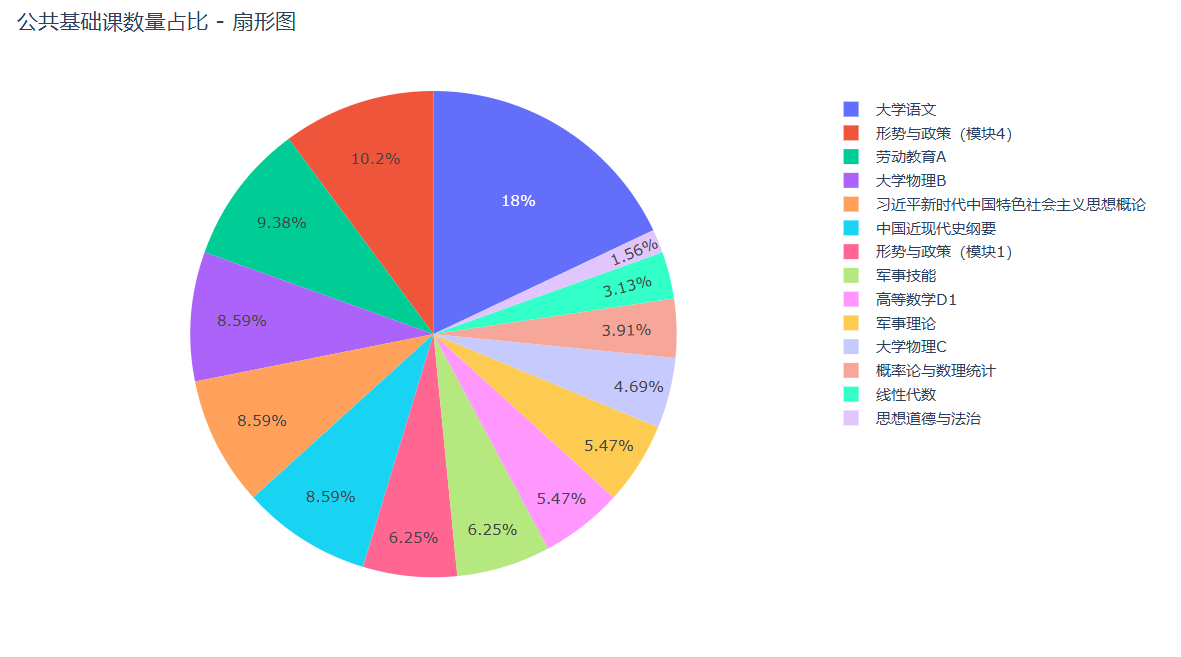 公共基础课数量占比 - 扇形图
10.2%
18%
9.38%
1.56%
3.13%
8.59%
3.91%
4.69%
8.59%
5.47%
8.59%
5.47%
6.25%
6.25%
大学语文
形势与政策（模块4）
劳动教育A
大学物理B
习近平新时代中国特色社会主义思想概论
中国近现代史纲要
形势与政策（模块1）
军事技能
高等数学D1
军事理论
大学物理C
概率论与数理统计
线性代数
思想道德与法治